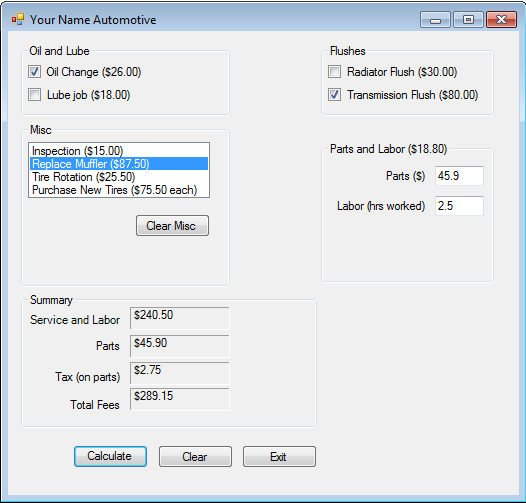 Your Name Automotive
Oil and Lube
Oil Change ($26.00)
Lube job ($18.00)
Flushes
Radiator Flush ($30.00)
Transmission Flush ($80.00)
Misc
Inspection ($15.00)
Replace Muffler ($87.50)
Tire Rotation ($25.50)
Purchase New Tires ($75.50 each)
Clear Misc
Parts and Labor ($18.80)
Parts ($) 45.9
Labor (hrs worked) 2.5
Summary
Service and Labor $240.50
Parts $45.90
Tax (on parts) $2.75
Total Fees $289.15
Calculate Clear Exit